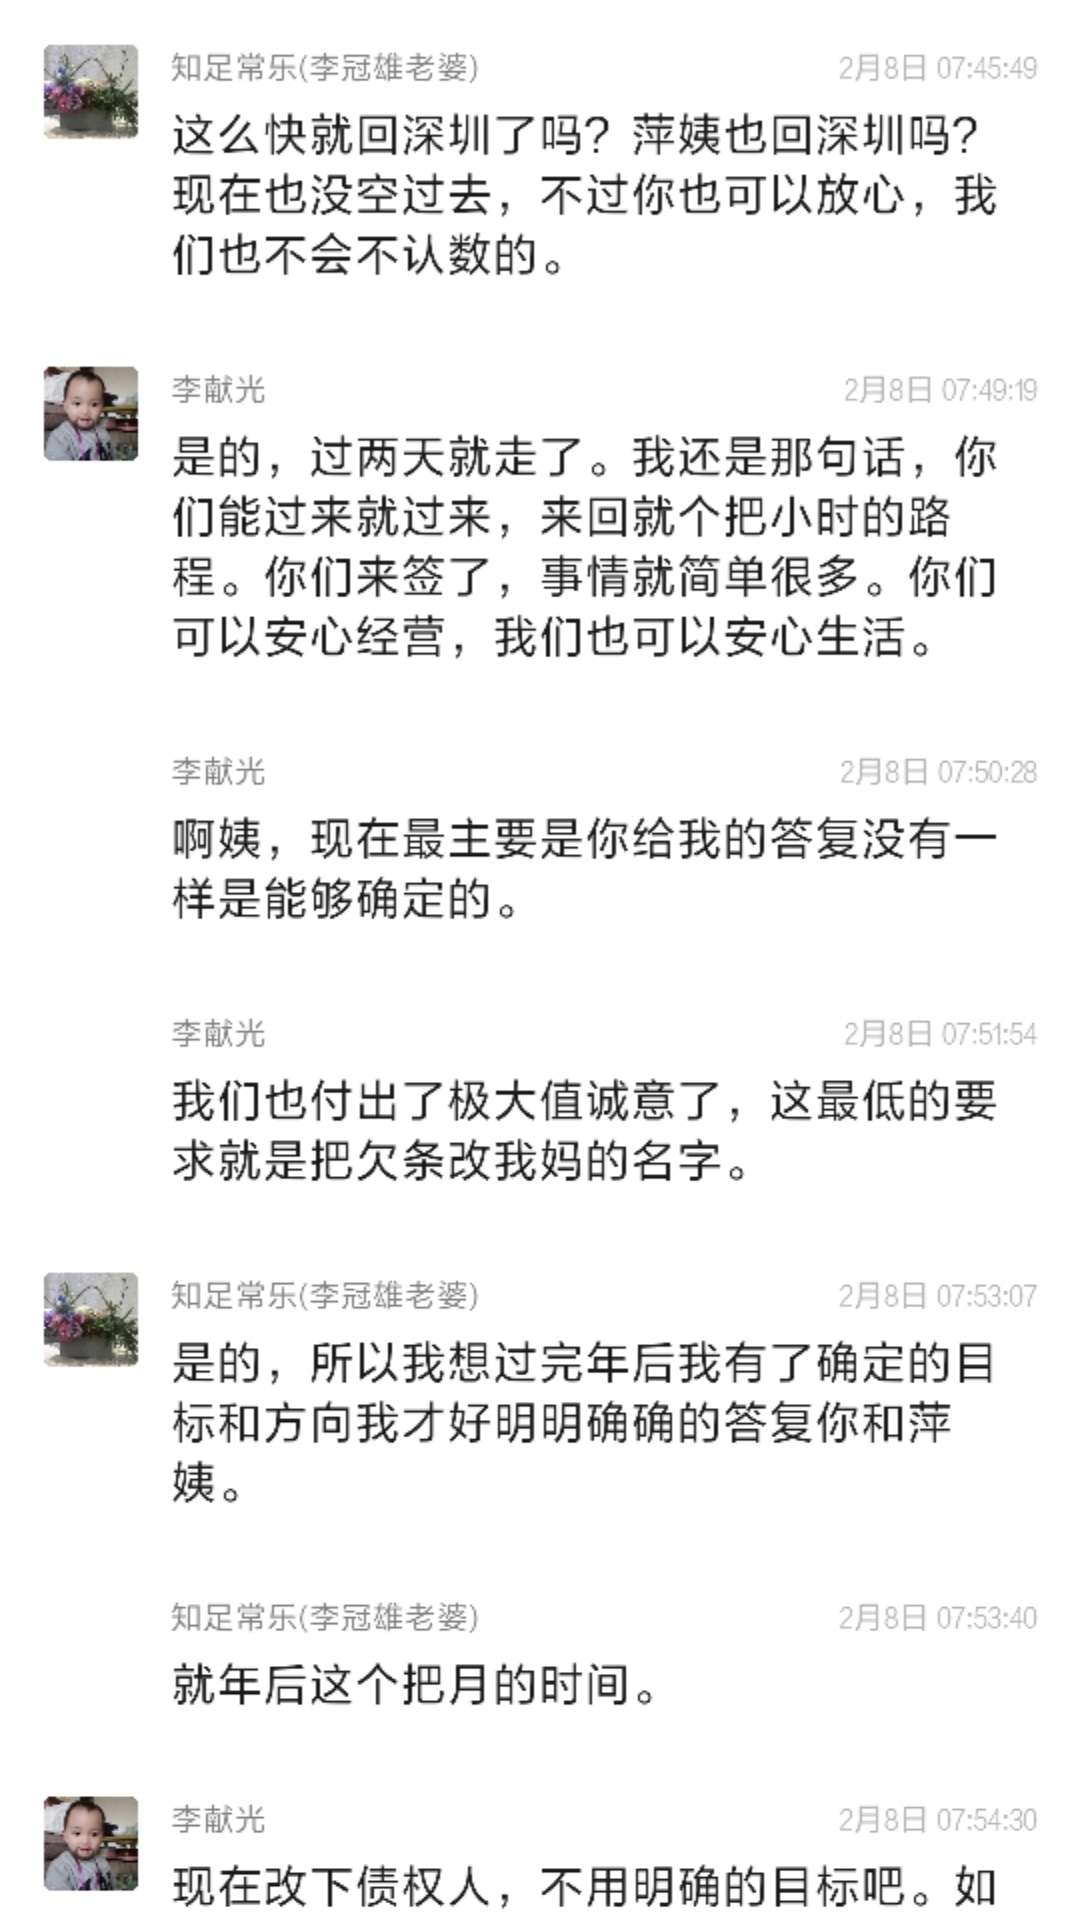 知足常乐(李冠雄老婆) 2月8日 07:45:49
这么快就回深圳了吗？萍姨也回深圳吗？
现在也没空过去，不过你也可以放心，我
们也不会不认数的。
李献光 2月8日 07:49:19
是的，过两天就走了。我还是那句话，你
们能过来就过来，来回就个把小时的路
程。你们来签了，事情就简单很多。你们
可以安心经营，我们也可以安心生活。
李献光 2月8日 07:50:28
啊姨，现在最主要是你给我的答复没有一
样是能够确定的。
李献光 2月8日 07:51:54
我们也付出了极大值诚意了，这最低的要
求就是把欠条改我妈的名字。
知足常乐(李冠雄老婆) 2月8日 07:53:07
是的，所以我想过完年后我有了确定的目
标和方向我才好明明确确的答复你和萍
姨。
知足常乐(李冠雄老婆) 2月8日 07:53:40
就年后这个把月的时间。
李献光 2月8日 07:54:30
现在改下债权人，不用明确的目标吧。如